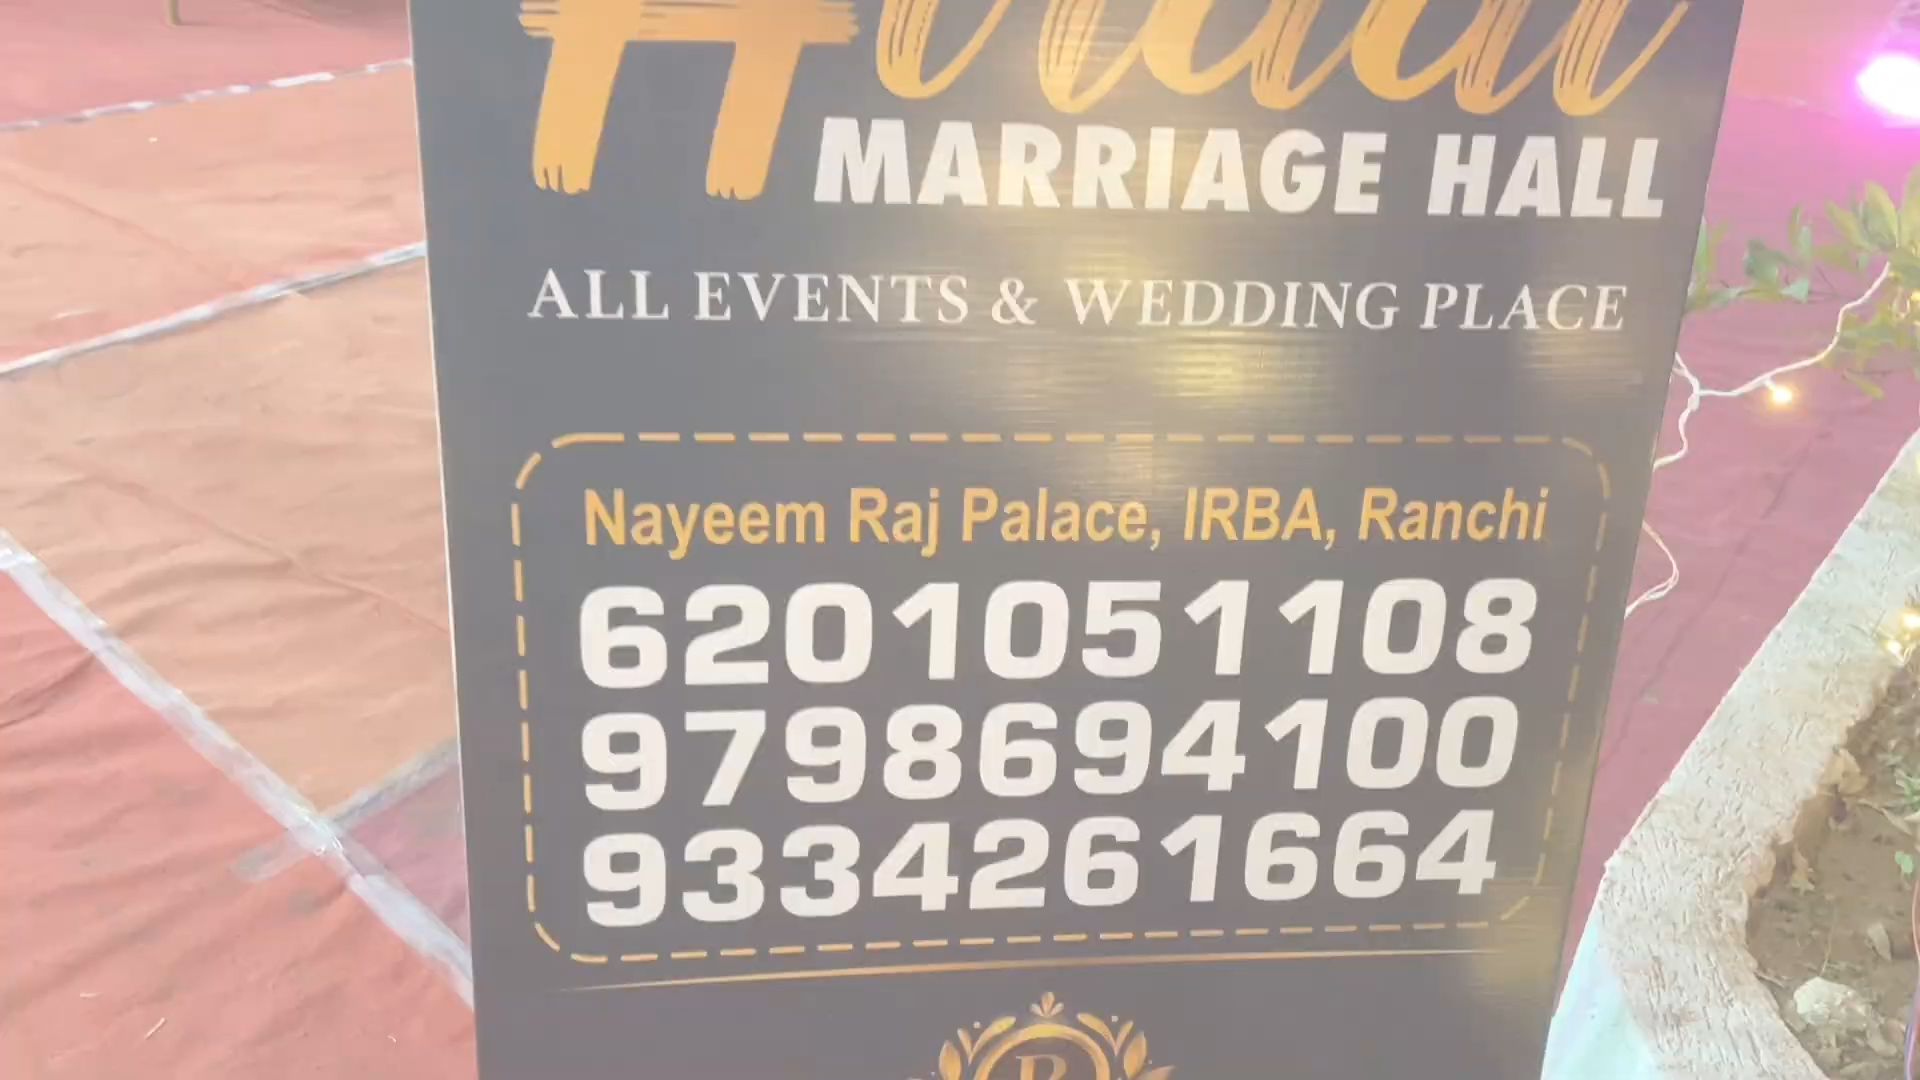 MARRIAGE HALL
ALL EVENTS & WEDDING PLACE
Nayeem Raj Palace, IRBA, Ranchi
6201051108
9798694100
9334261664